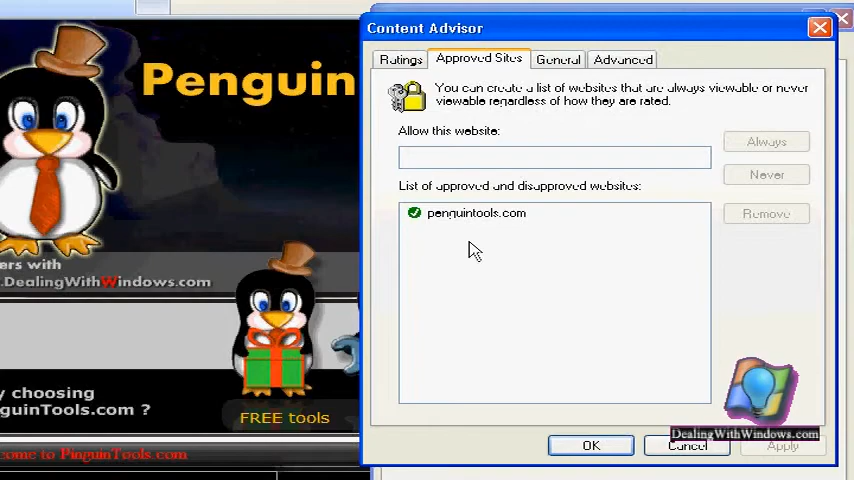 Penguin
ers with
.DealingWithWindows.com
y choosing
nguinTools.com ?
FREE tools
come to PinguinTools.com
Content Advisor
Ratings
Approved Sites
General
Advanced
You can create a list of websites that are always viewable or never
viewable regardless of how they are rated.
Allow this website:
Always
Never
List of approved and disapproved websites:
penguintools.com
Remove
DealingWithWindows.com
OK
Cancel
Apply